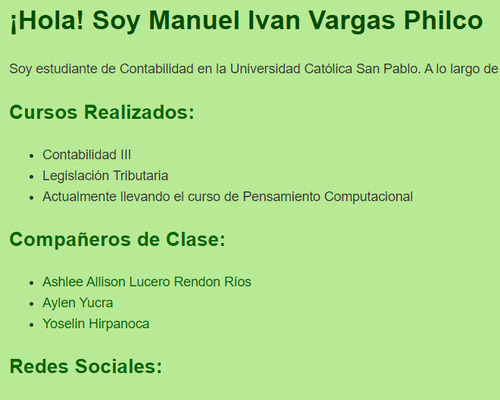 ¡Hola! Soy Manuel Ivan Vargas Philco
Soy estudiante de Contabilidad en la Universidad Católica San Pablo. A lo largo de
Cursos Realizados:
Contabilidad III
Legislación Tributaria
Actualmente llevando el curso de Pensamiento Computacional
Compañeros de Clase:
Ashlee Allison Lucero Rendon Ríos
Aylen Yucra
Yoselin Hirpanoca
Redes Sociales: